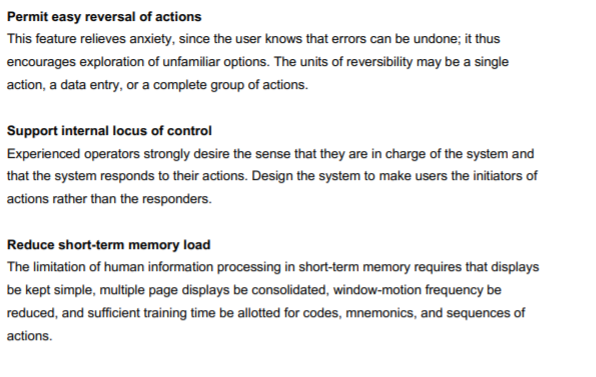 Permit easy reversal of actions
This feature relieves anxiety, since the user knows that errors can be undone; it thus
encourages exploration of unfamiliar options. The units of reversibility may be a single
action, a data entry, or a complete group of actions.
Support internal locus of control
Experienced operators strongly desire the sense that they are in charge of the system and
that the system responds to their actions. Design the system to make users the initiators of
actions rather than the responders.
Reduce short-term memory load
The limitation of human information processing in short-term memory requires that displays
be kept simple, multiple page displays be consolidated, window-motion frequency be
reduced, and sufficient training time be allotted for codes, mnemonics, and sequences of
actions.